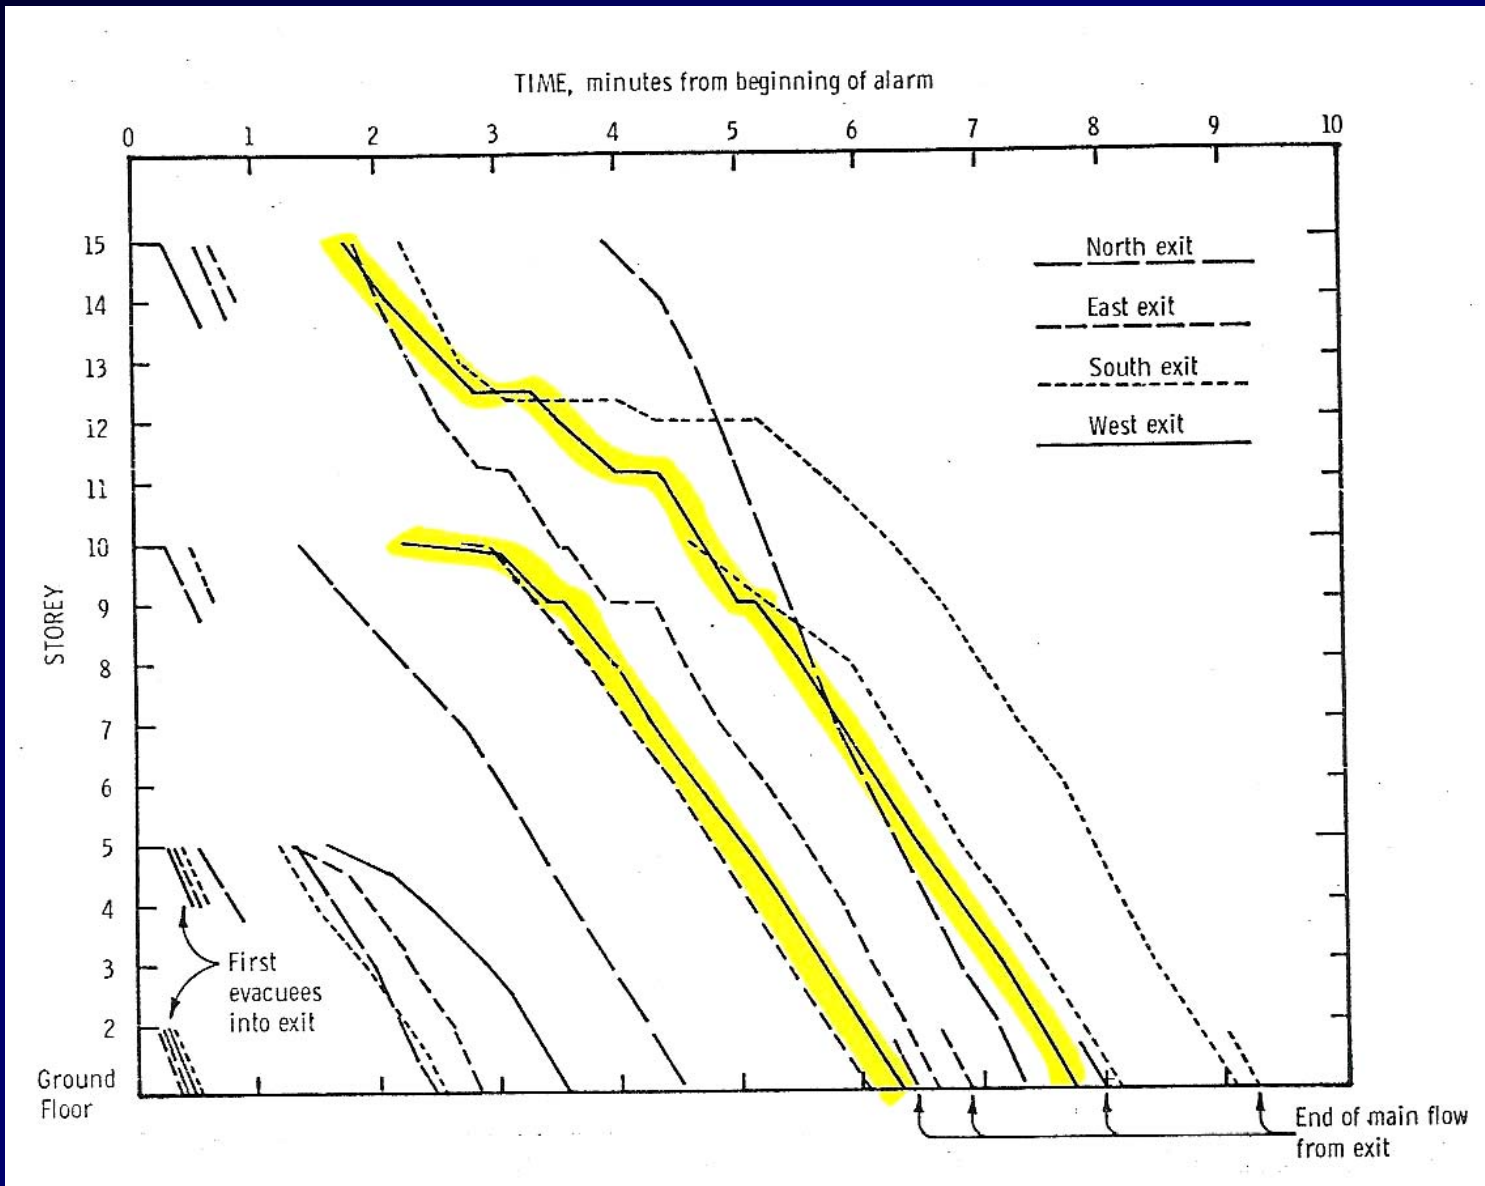 TIME, minutes from beginning of alarm
0 1 2 3 4 5 6 7 8 9 10
North exit
East exit
South exit
West exit
15
14
13
12
11
10
9
8
7
6
5
4
3
2
Ground
Floor
STOREY
First
evacuees
into exit
End of main flow
from exit